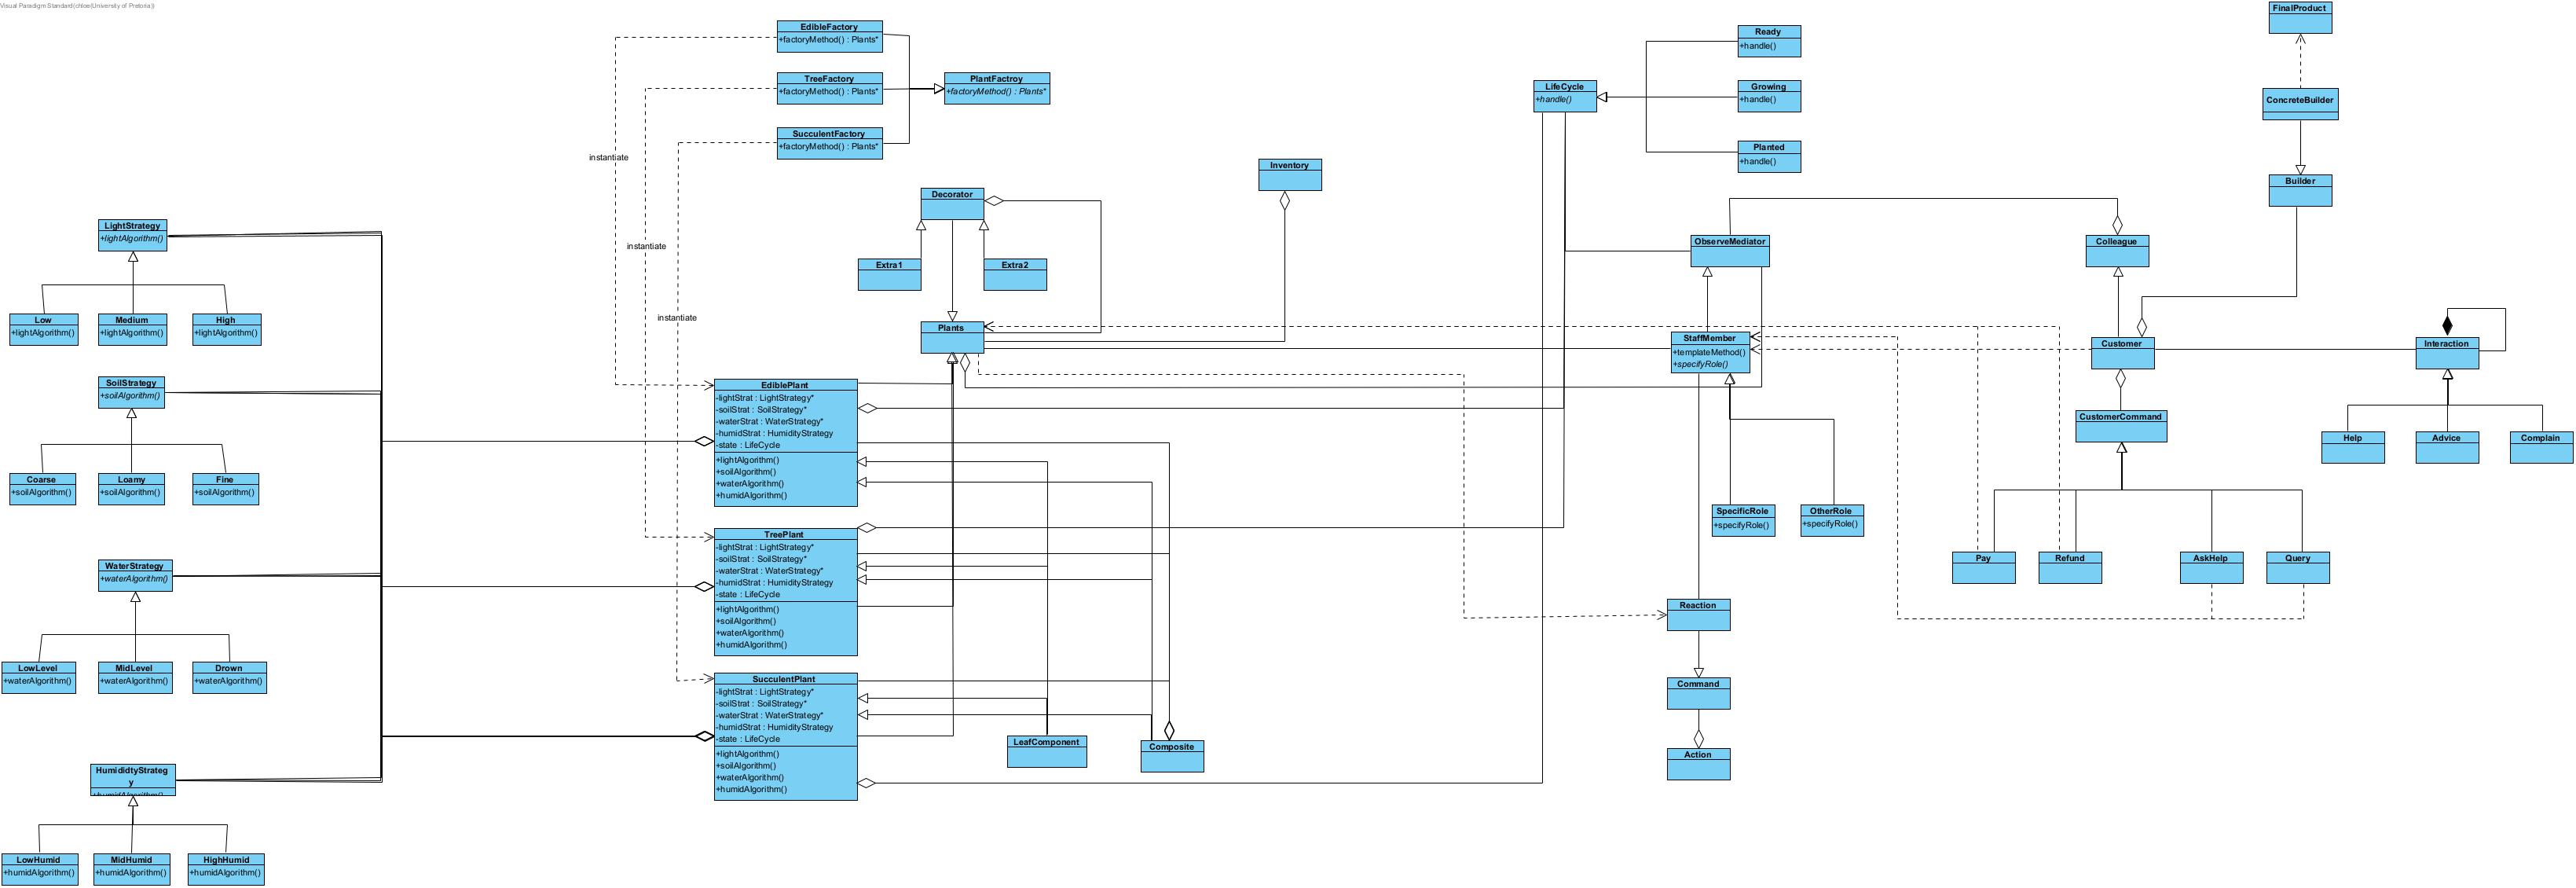 Visual Paradigm Standard(chloe(University of Pretoria))
EdibleFactory
+factoryMethod() : Plants*
TreeFactory
+factoryMethod() : Plants*
PlantFactroy
+factoryMethod() : Plants*
SucculentFactory
+factoryMethod() : Plants*
instantiate
instantiate
instantiate
LifeCycle
+handle()
Ready
+handle()
Growing
+handle()
Planted
+handle()
FinalProduct
ConcreteBuilder
Builder
Inventory
Decorator
Extra1
Extra2
Plants
ObserveMediator
Colleague
StaffMember
+templateMethod()
+specifyRole()
Customer
Interaction
CustomerCommand
Help
Advice
Complain
SpecificRole
+specifyRole()
OtherRole
+specifyRole()
Pay
Refund
AskHelp
Query
Reaction
Command
Action
LightStrategy
+lightAlgorithm()
Low
+lightAlgorithm()
Medium
+lightAlgorithm()
High
+lightAlgorithm()
SoilStrategy
+soilAlgorithm()
Coarse
+soilAlgorithm()
Loamy
+soilAlgorithm()
Fine
+soilAlgorithm()
WaterStrategy
+waterAlgorithm()
LowLevel
+waterAlgorithm()
MidLevel
+waterAlgorithm()
Drown
+waterAlgorithm()
HumididtyStrateg
y
+humidAlgorithm()
LowHumid
+humidAlgorithm()
MidHumid
+humidAlgorithm()
HighHumid
+humidAlgorithm()
EdiblePlant
-lightStrat : LightStrategy*
-soilStrat : SoilStrategy*
-waterStrat : WaterStrategy*
-humidStrat : HumidityStrategy
-state : LifeCycle
+lightAlgorithm()
+soilAlgorithm()
+waterAlgorithm()
+humidAlgorithm()
TreePlant
-lightStrat : LightStrategy*
-soilStrat : SoilStrategy*
-waterStrat : WaterStrategy*
-humidStrat : HumidityStrategy
-state : LifeCycle
+lightAlgorithm()
+soilAlgorithm()
+waterAlgorithm()
+humidAlgorithm()
SucculentPlant
-lightStrat : LightStrategy*
-soilStrat : SoilStrategy*
-waterStrat : WaterStrategy*
-humidStrat : HumidityStrategy
-state : LifeCycle
+lightAlgorithm()
+soilAlgorithm()
+waterAlgorithm()
+humidAlgorithm()
LeafComponent
Composite